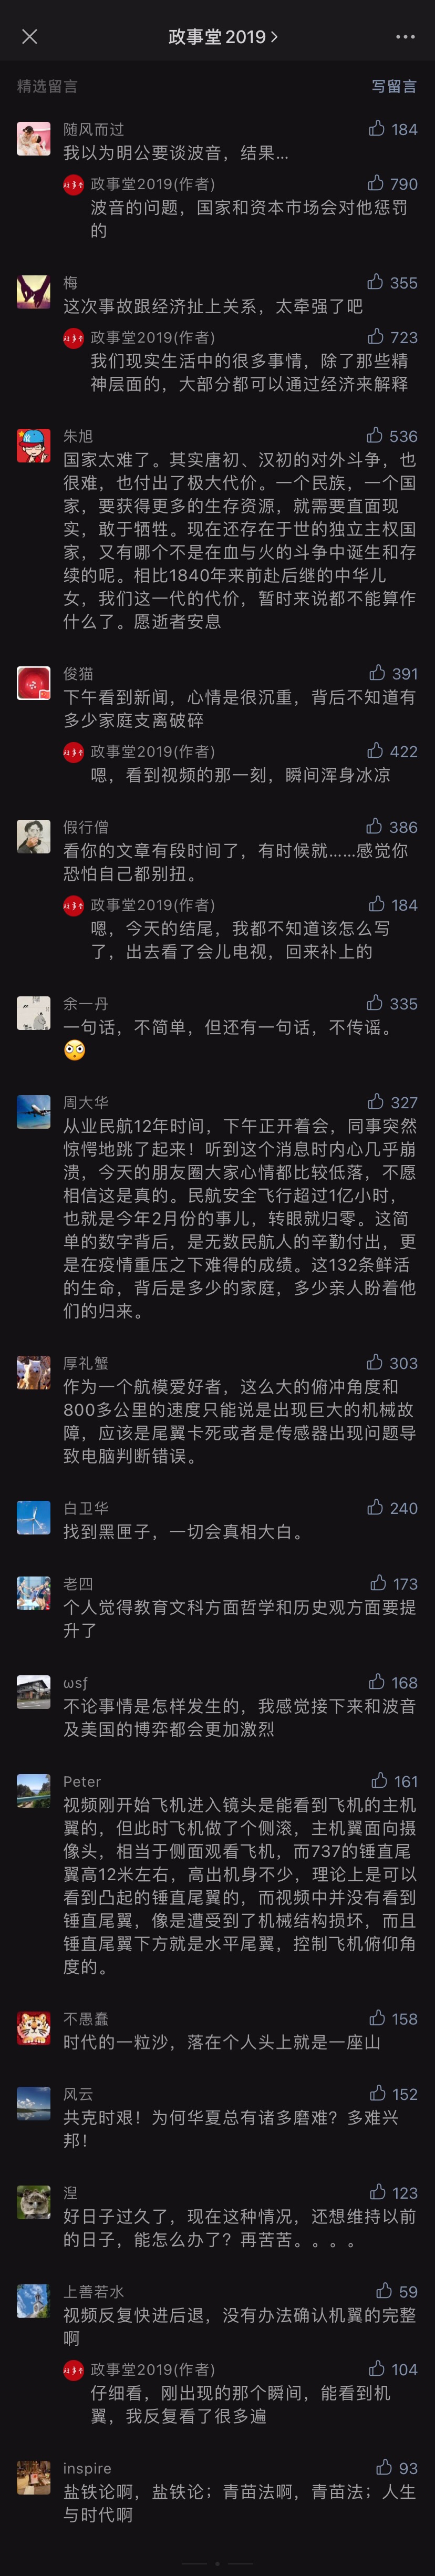 政事堂2019
精选留言
写留言
随风而过
184
我以为明公要谈波音，结果...
政事堂2019(作者)
790
波音的问题，国家和资本市场会对他惩罚
的
梅
355
这次事故跟经济扯上关系，太牵强了吧
政事堂2019(作者)
723
我们现实生活中的很多事情，除了那些精
神层面的，大部分都可以通过经济来解释
朱旭
536
国家太难了。其实唐初、汉初的对外斗争，也
很难，也付出了极大代价。一个民族，一个国
家，要获得更多的生存资源，就需要直面现
实，敢于牺牲。现在还存在于世的独立主权国
家，又有哪个不是在血与火的斗争中诞生和存
续的呢。相比1840年来前赴后继的中华儿
女，我们这一代的代价，暂时来说都不能算作
什么了。愿逝者安息
俊猫
391
下午看到新闻，心情是很沉重，背后不知道有
多少家庭支离破碎
政事堂2019(作者)
422
嗯，看到视频的那一刻，瞬间浑身冰凉
假行僧
386
看你的文章有段时间了，有时候就……感觉你
恐怕自己都别扭。
政事堂2019(作者)
184
嗯，今天的结尾，我都不知道该怎么写
了，出去看了会儿电视，回来补上的
余一丹
335
一句话，不简单，但还有一句话，不传谣。
😳
周大华
327
从业民航12年时间，下午正开着会，同事突然
惊愕地跳了起来！听到这个消息时内心几乎崩
溃，今天的朋友圈大家心情都比较低落，不愿
相信这是真的。民航安全飞行超过1亿小时，
也就是今年2月份的事儿，转眼就归零。这简
单的数字背后，是无数民航人的辛勤付出，更
是在疫情重压之下难得的成绩。这132条鲜活
的生命，背后是多少的家庭，多少亲人盼着他
们的归来。
厚礼蟹
303
作为一个航模爱好者，这么大的俯冲角度和
800多公里的速度只能说是出现巨大的机械故
障，应该是尾翼卡死或者是传感器出现问题导
致电脑判断错误。
白卫华
240
找到黑匣子，一切会真相大白。
老四
173
个人觉得教育文科方面哲学和历史观方面要提
升了
ωsƒ
168
不论事情是怎样发生的，我感觉接下来和波音
及美国的博弈都会更加激烈
Peter
161
视频刚开始飞机进入镜头是能看到飞机的主机
翼的，但此时飞机做了个侧滚，主机翼面向摄
像头，相当于侧面观看飞机，而737的锤直尾
翼高12米左右，高出机身不少，理论上是可以
看到凸起的锤直尾翼的，而视频中并没有看到
锤直尾翼，像是遭受到了机械结构损坏，而且
锤直尾翼下方就是水平尾翼，控制飞机俯仰角
度的。
不愚蠢
158
时代的一粒沙，落在个人头上就是一座山
风云
152
共克时艰！为何华夏总有诸多磨难？多难兴
邦！
湼
123
好日子过久了，现在这种情况，还想维持以前
的日子，能怎么办了？再苦苦。。。。
上善若水
59
视频反复快进后退，没有办法确认机翼的完整
啊
政事堂2019(作者)
104
仔细看，刚出现的那个瞬间，能看到机
翼，我反复看了很多遍
inspire
93
盐铁论啊，盐铁论；青苗法啊，青苗法；人生
与时代啊